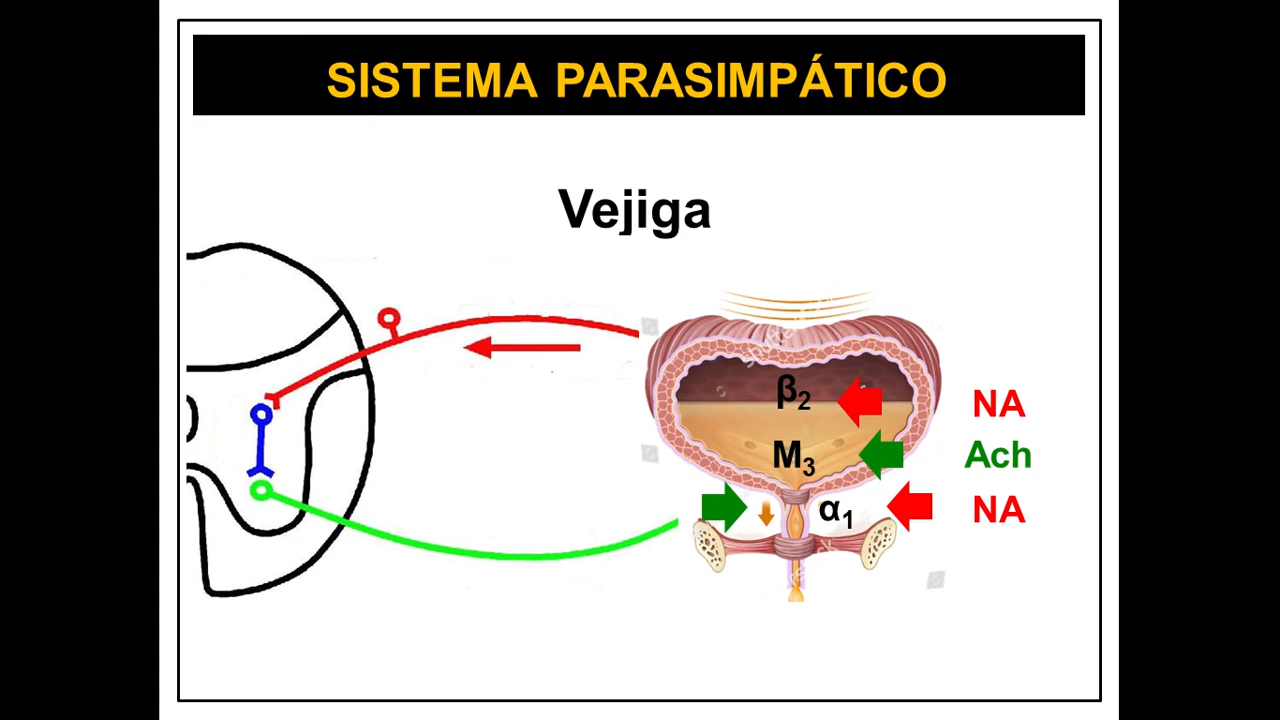 SISTEMA PARASIMPÁTICO
Vejiga
β2
NA
M3
Ach
α1
NA